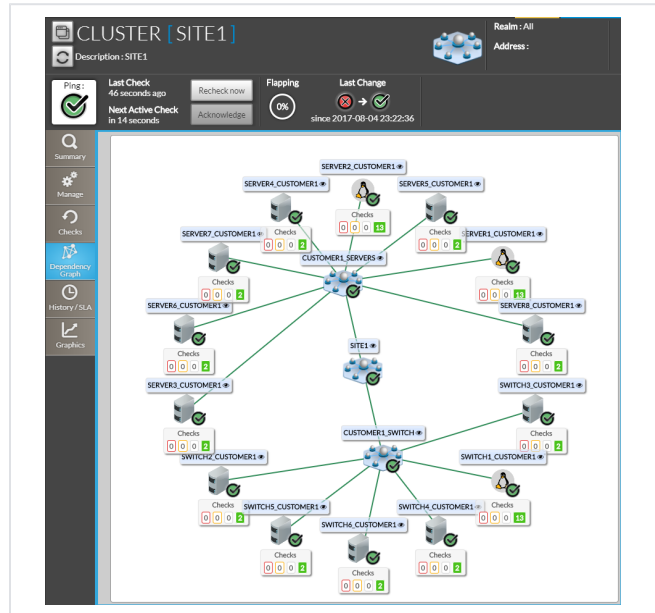 CLUSTER [ SITE1 ]
Description : SITE1
Realm : All
Address :
Ping :
Last Check
46 seconds ago
Next Active Check
in 14 seconds
Recheck now
Acknowledge
Flapping
0%
Last Change
since 2017-08-04 23:22:36
Summary
Manage
Checks
Dependency
Graph
History / SLA
Graphics
SERVER2_CUSTOMER1
Checks
0 0 0 13
SERVER4_CUSTOMER1
Checks
0 0 0 2
SERVER5_CUSTOMER1
Checks
0 0 0 2
SERVER7_CUSTOMER1
Checks
0 0 0 2
CUSTOMER1_SERVERS
SERVER1_CUSTOMER1
Checks
0 0 0 13
SERVER6_CUSTOMER1
Checks
0 0 0 2
SERVER8_CUSTOMER1
Checks
0 0 0 2
SITE1
SERVER3_CUSTOMER1
Checks
0 0 0 2
SWITCH3_CUSTOMER1
Checks
0 0 0 2
CUSTOMER1_SWITCH
SWITCH2_CUSTOMER1
Checks
0 0 0 2
SWITCH1_CUSTOMER1
Checks
0 0 0 13
SWITCH5_CUSTOMER1
Checks
0 0 0 2
SWITCH4_CUSTOMER1
Checks
0 0 0 2
SWITCH6_CUSTOMER1
Checks
0 0 0 2